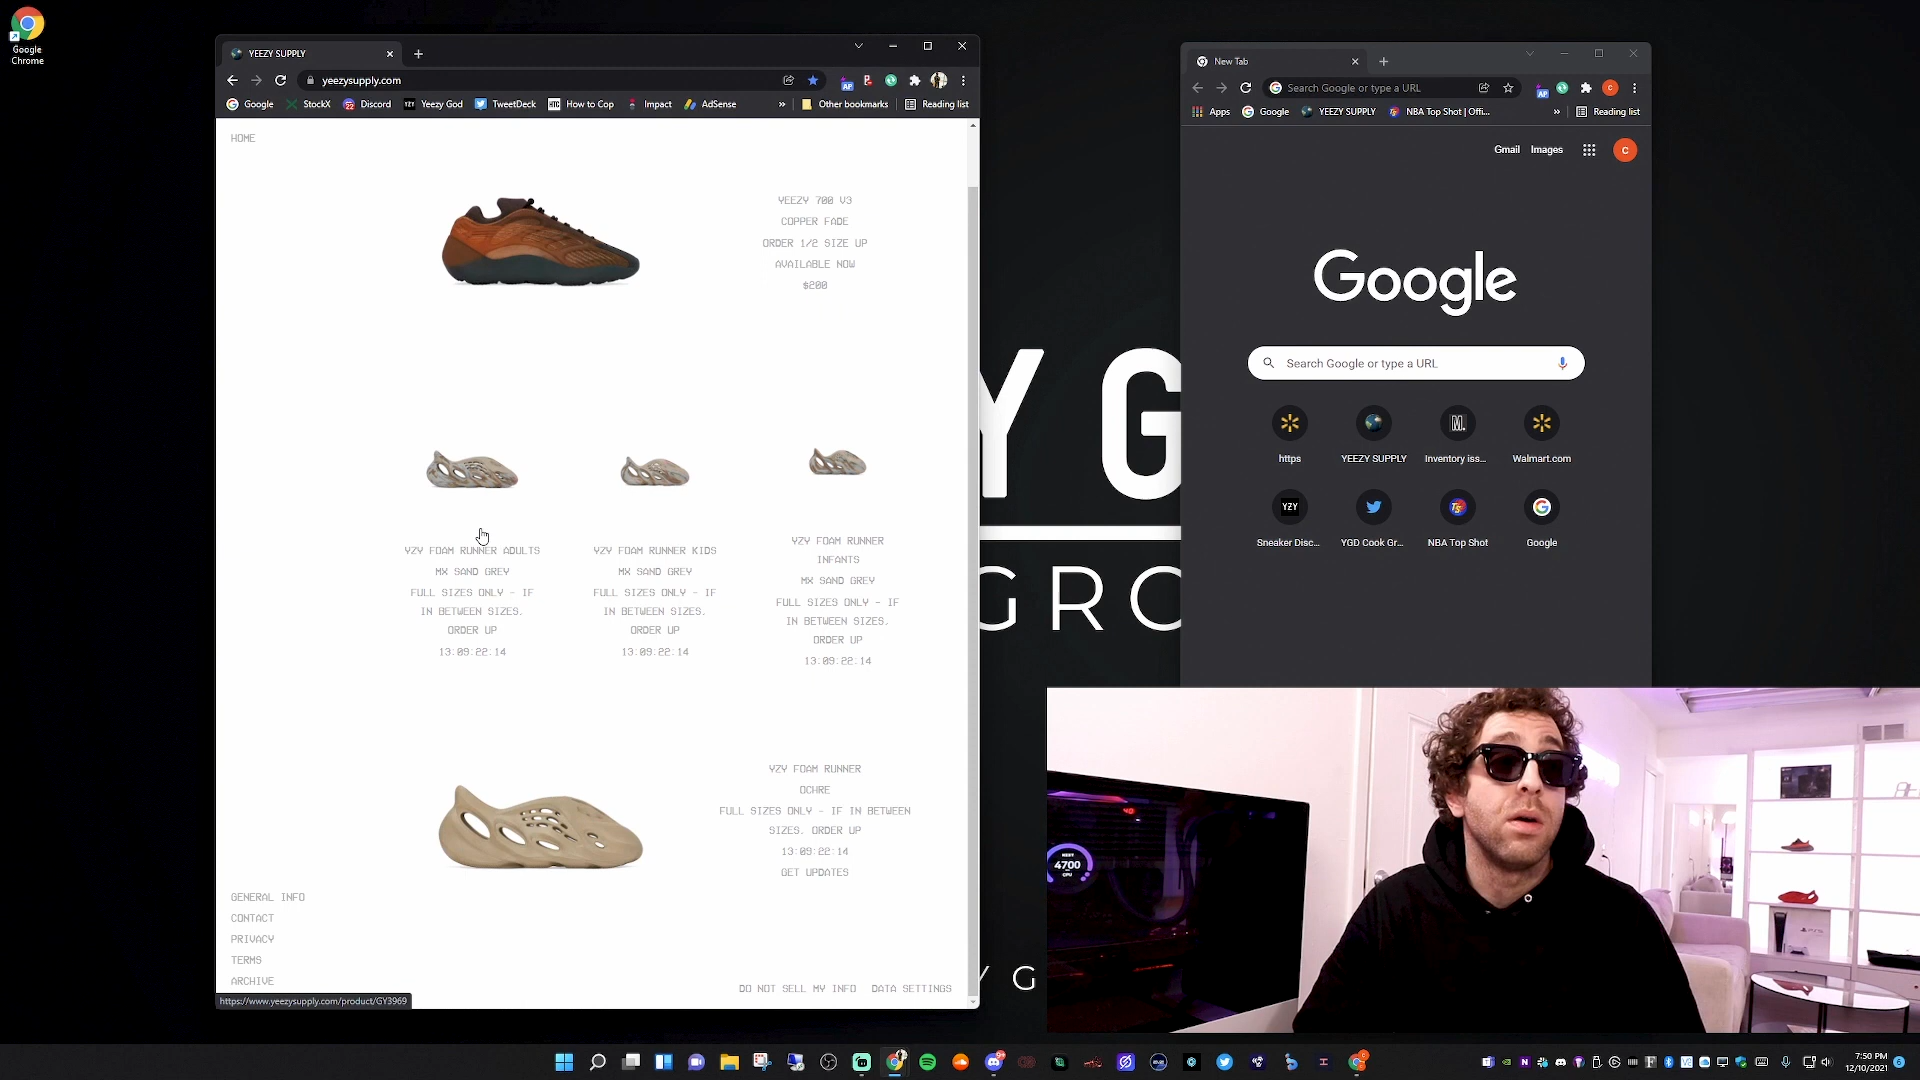 Google
Chrome
YEEZY SUPPLY
yeezysupply.com
Google StockX Discord Yeezy God TweetDeck How to Cop Impact AdSense » Other bookmarks Reading list
HOME
YEEZY 700 V3
COPPER FADE
ORDER 1/2 SIZE UP
AVAILABLE NOW
$200
YZY FOAM RUNNER ADULTS
MX SAND GREY
FULL SIZES ONLY - IF
IN BETWEEN SIZES,
ORDER UP
13:09:22:14
YZY FOAM RUNNER KIDS
MX SAND GREY
FULL SIZES ONLY - IF
IN BETWEEN SIZES,
ORDER UP
13:09:22:14
YZY FOAM RUNNER
INFANTS
MX SAND GREY
FULL SIZES ONLY - IF
IN BETWEEN SIZES,
ORDER UP
13:09:22:14
YZY FOAM RUNNER
OCHRE
FULL SIZES ONLY - IF IN BETWEEN
SIZES, ORDER UP
13:09:22:14
GET UPDATES
GENERAL INFO
CONTACT
PRIVACY
TERMS
ARCHIVE
DO NOT SELL MY INFO DATA SETTINGS
https://www.yeezysupply.com/product/GY3969
Y G
GRO
Y G
New Tab
Search Google or type a URL
Apps Google YEEZY SUPPLY NBA Top Shot | Offi... » Reading list
Gmail Images C
Google
Search Google or type a URL
https YEEZY SUPPLY Inventory iss... Walmart.com
YZY
Sneaker Disc... YGD Cook Gr... NBA Top Shot Google
4700
CPU
PS5
7:50 PM
12/10/2021